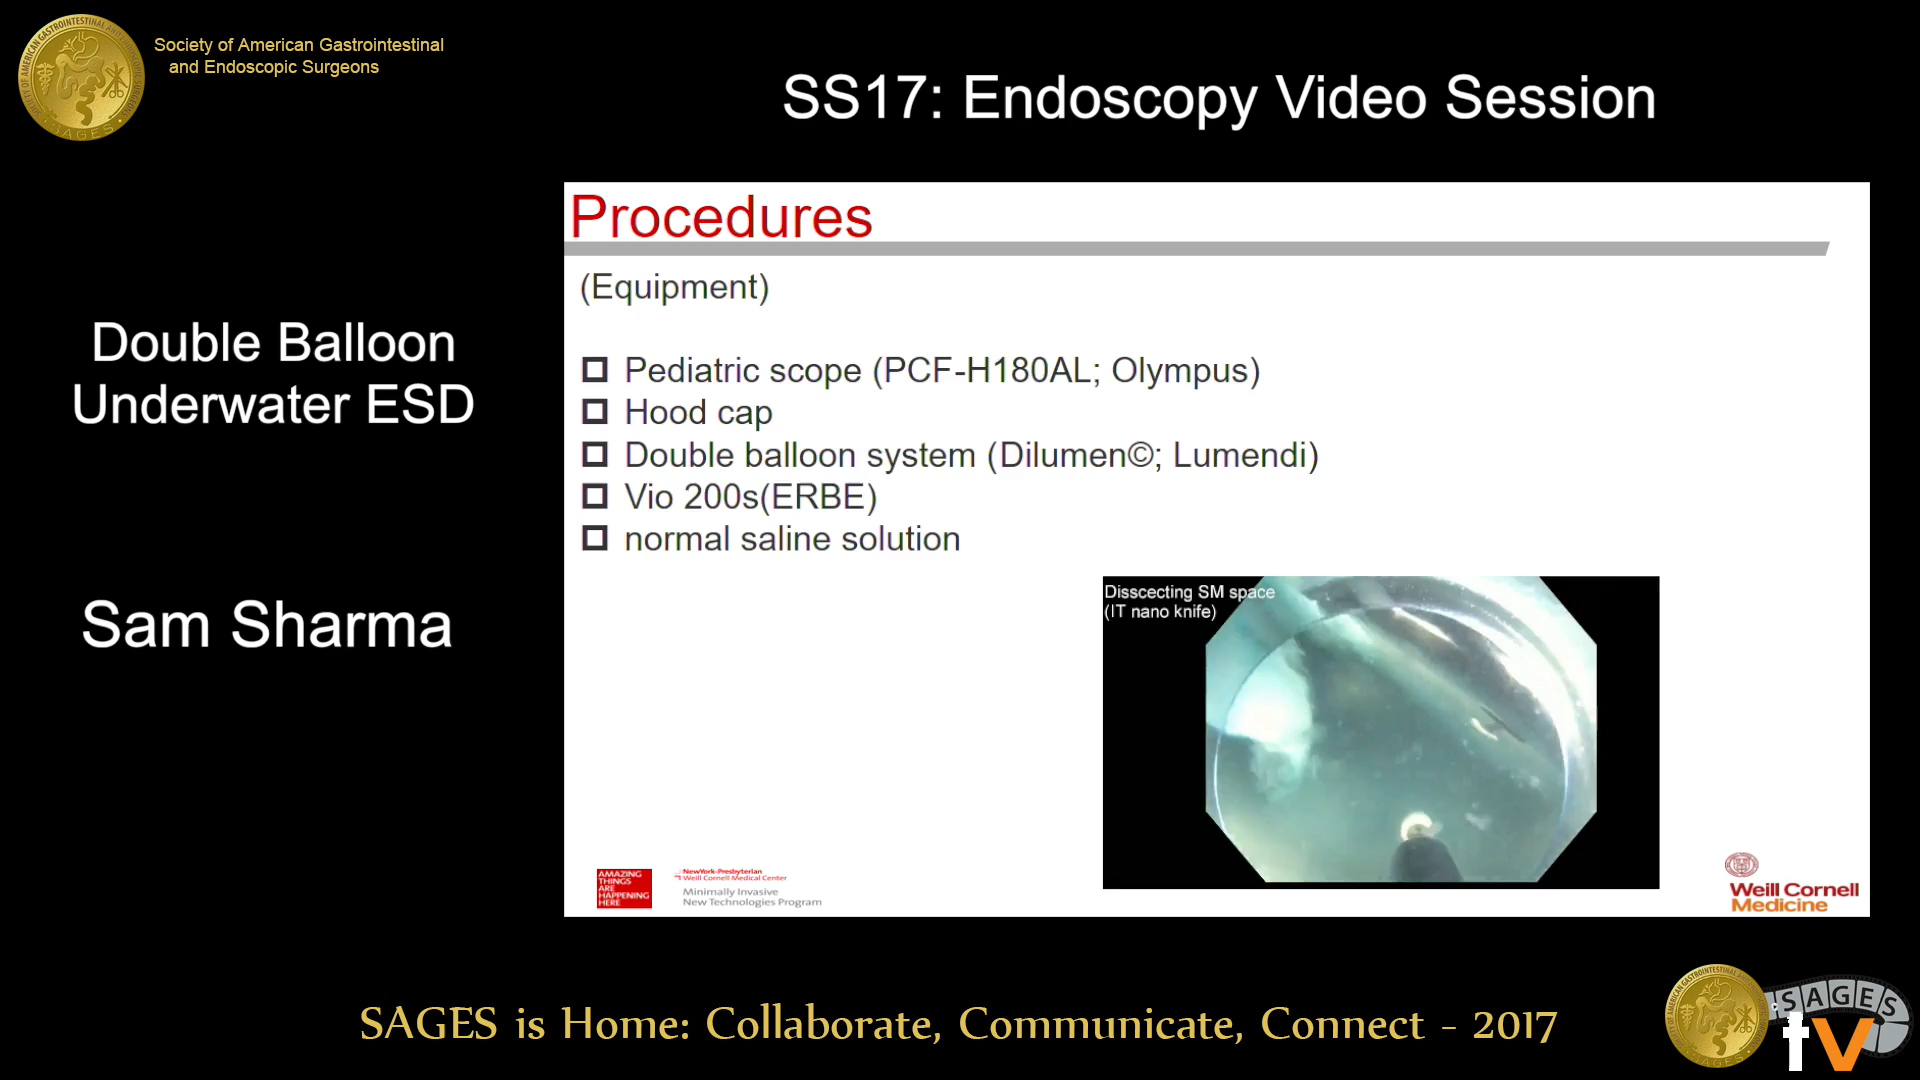 Society of American Gastrointestinal
and Endoscopic Surgeons
SS17: Endoscopy Video Session
Double Balloon
Underwater ESD
Sam Sharma
Procedures
(Equipment)
Pediatric scope (PCF-H180AL; Olympus)
Hood cap
Double balloon system (Dilumen©; Lumendi)
Vio 200s(ERBE)
normal saline solution
Disscecting SM space
(IT nano knife)
AMAZING
THINGS
ARE
HAPPENING
HERE
NewYork-Presbyterian
Weill Cornell Medical Center
Minimally Invasive
New Technologies Program
Weill Cornell
Medicine
SAGES is Home: Collaborate, Communicate, Connect - 2017
SAGES
tv
SAGES